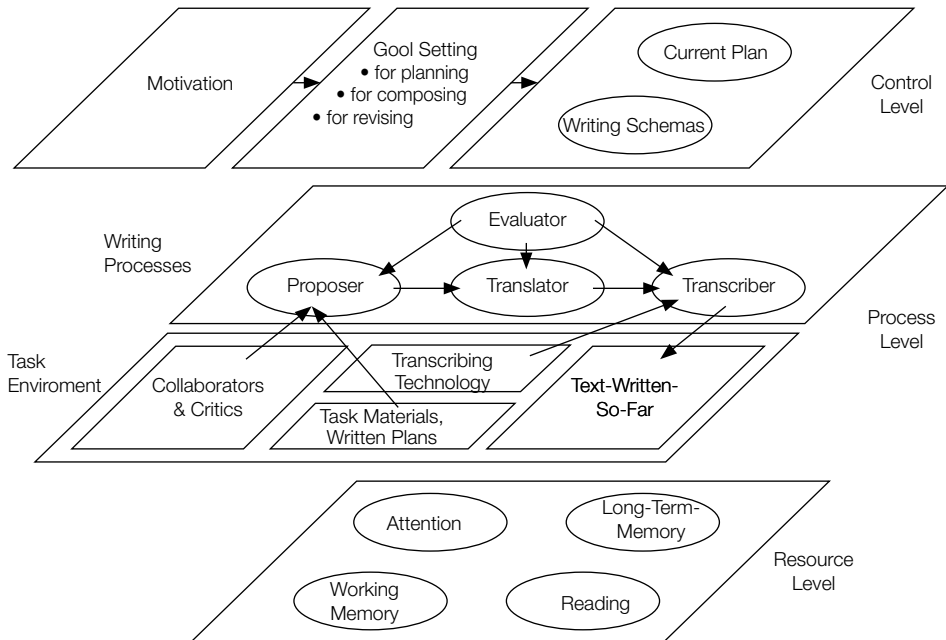 Motivation
Gool Setting
• for planning
• for composing
• for revising
Current Plan
Writing Schemas
Control
Level
Writing
Processes
Evaluator
Proposer
Translator
Transcriber
Process
Level
Task
Enviroment
Collaborators
& Critics
Transcribing
Technology
Task Materials,
Written Plans
Text-Written-
So-Far
Attention
Long-Term-
Memory
Working
Memory
Reading
Resource
Level